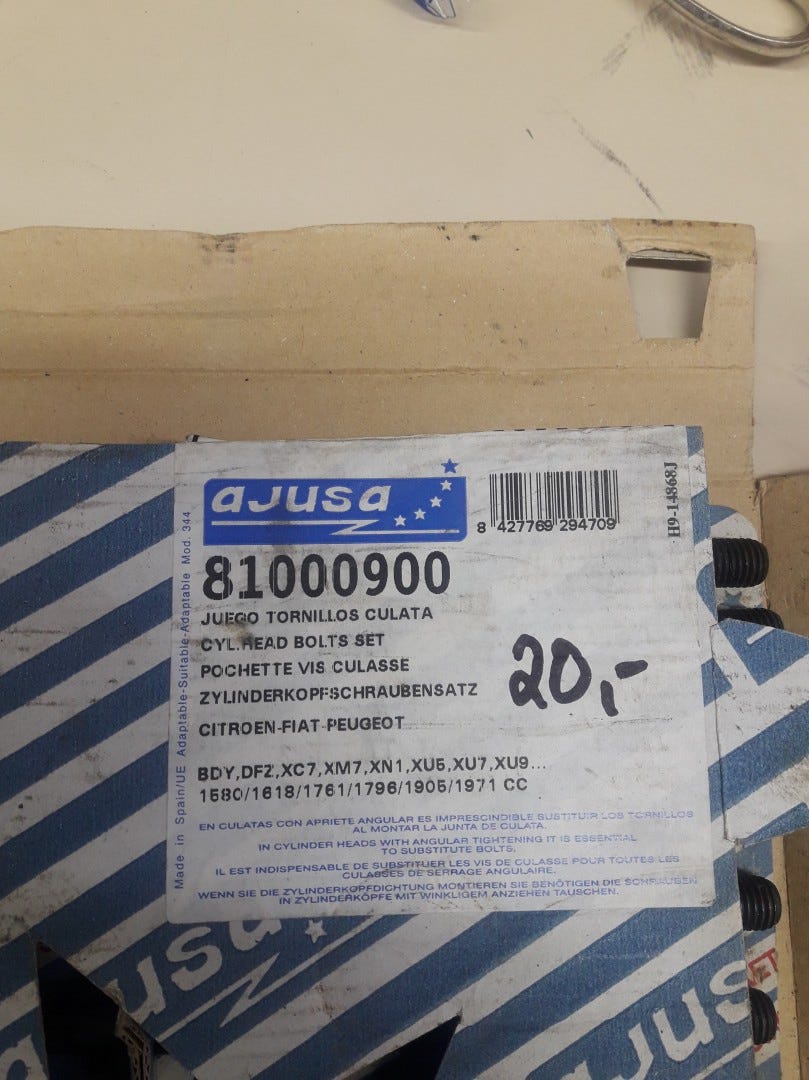 ajusa
8 427769 294709
H9-14868J
81000900
JUEGO TORNILLOS CULATA
CYL.HEAD BOLTS SET
POCHETTE VIS CULASSE
ZYLINDERKOPFSCHRAUBENSATZ
CITROEN-FIAT-PEUGEOT
20,-
BDY,DFZ,XC7,XM7,XN1,XU5,XU7,XU9...
1580/1618/1761/1796/1905/1971 CC
EN CULATAS CON APRIETE ANGULAR ES IMPRESCINDIBLE SUSTITUIR LOS TORNILLOS
AL MONTAR LA JUNTA DE CULATA.
IN CYLINDER HEADS WITH ANGULAR TIGHTENING IT IS ESSENTIAL
TO SUBSTITUTE BOLTS.
IL EST INDISPENSABLE DE SUBSTITUER LES VIS DE CULASSE POUR TOUTES LES
CULASSES DE SERRAGE ANGULAIRE.
WENN SIE DIE ZYLINDERKOPFDICHTUNG MONTIEREN SIE BENÖTIGEN DIE SCHRAUBEN
IN ZYLINDERKÖPFE MIT WINKLIGEM ANZIEHEN TAUSCHEN.
Made in Spain/UE Adaptable-Suitable-Adaptable Mod. 344
ajusa
ajusa